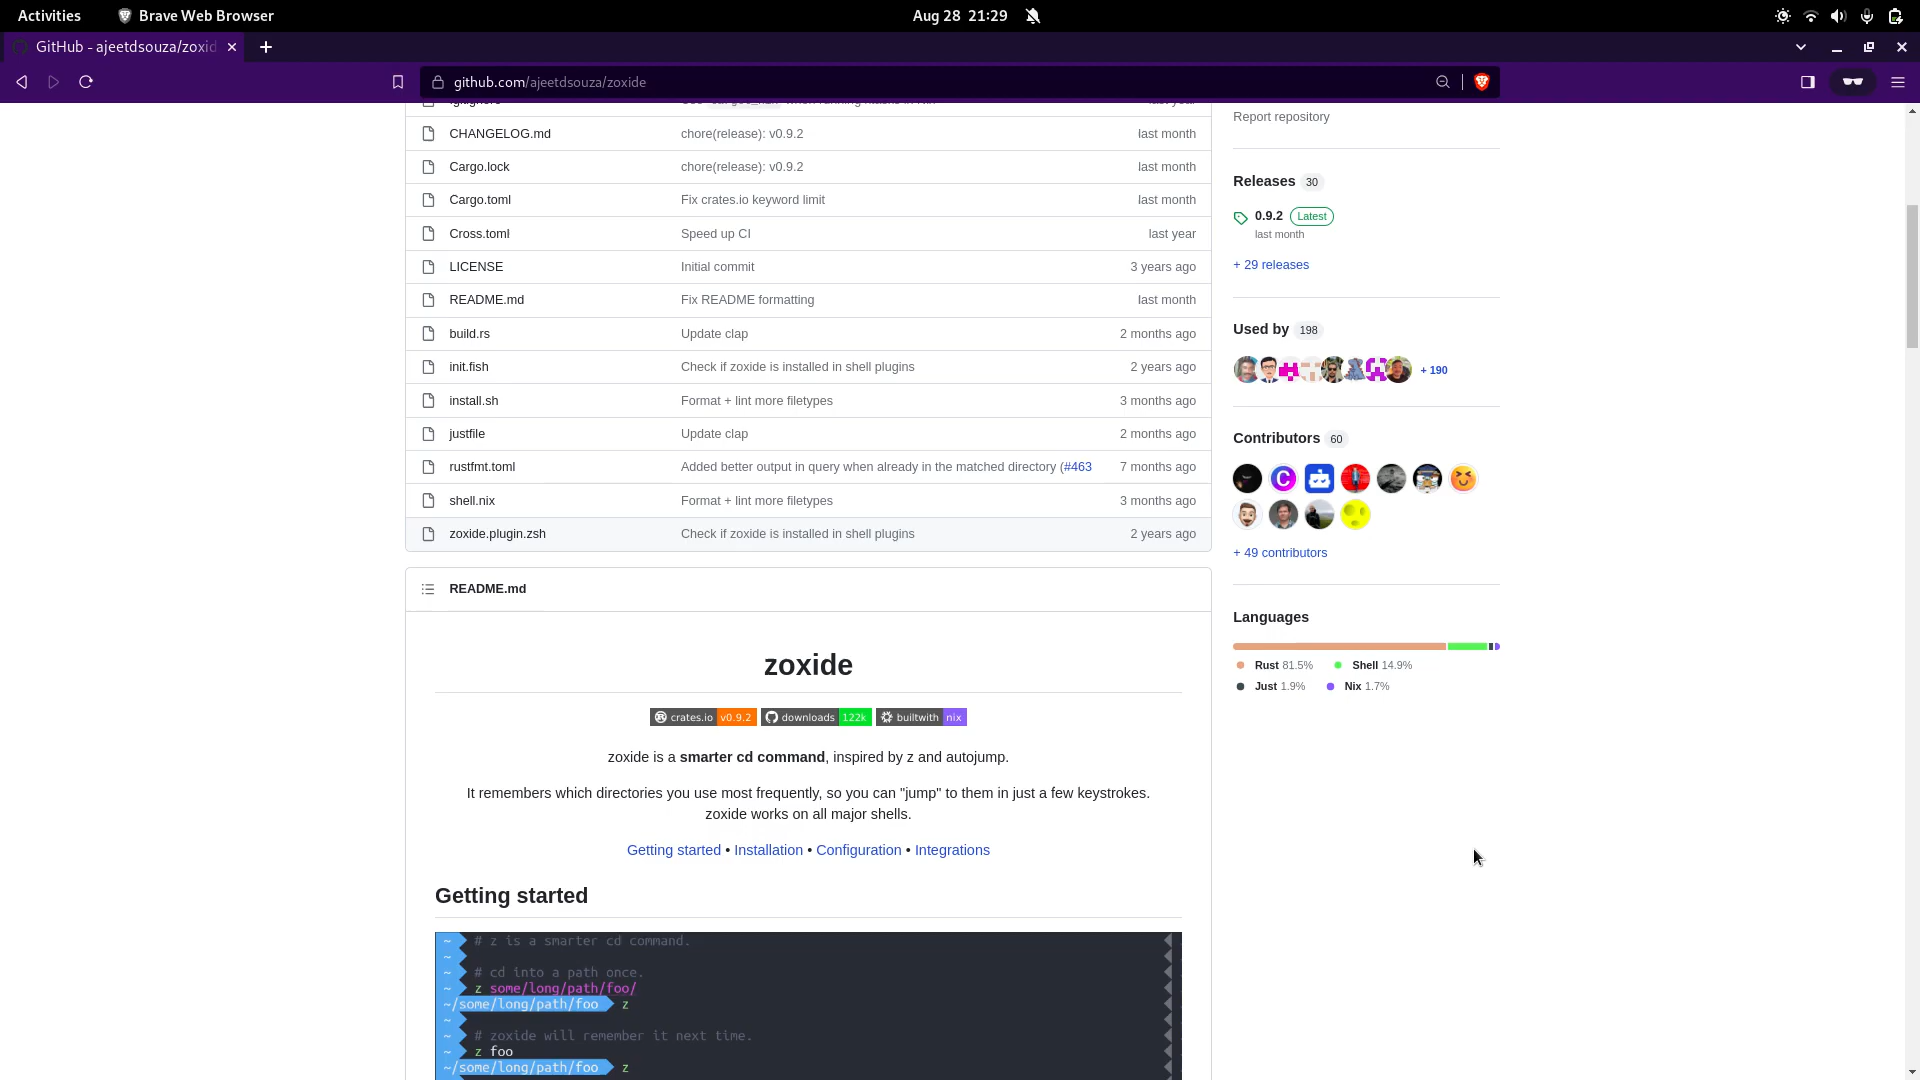 Activities
Brave Web Browser
Aug 28 21:29
GitHub - ajeetdsouza/zoxid
github.com/ajeetdsouza/zoxide
CHANGELOG.md chore(release): v0.9.2 last month
Cargo.lock chore(release): v0.9.2 last month
Cargo.toml Fix crates.io keyword limit last month
Cross.toml Speed up CI last year
LICENSE Initial commit 3 years ago
README.md Fix README formatting last month
build.rs Update clap 2 months ago
init.fish Check if zoxide is installed in shell plugins 2 years ago
install.sh Format + lint more filetypes 3 months ago
justfile Update clap 2 months ago
rustfmt.toml Added better output in query when already in the matched directory (#463 7 months ago
shell.nix Format + lint more filetypes 3 months ago
zoxide.plugin.zsh Check if zoxide is installed in shell plugins 2 years ago
README.md
zoxide
crates.io v0.9.2 downloads 122k builtwith nix
zoxide is a smarter cd command, inspired by z and autojump.
It remembers which directories you use most frequently, so you can "jump" to them in just a few keystrokes.
zoxide works on all major shells.
Getting started • Installation • Configuration • Integrations
Getting started
~ # z is a smarter cd command.
~
~ # cd into a path once.
~ z some/long/path/foo/
~/some/long/path/foo z
~
~ # zoxide will remember it next time.
~ z foo
~/some/long/path/foo z
Report repository
Releases 30
0.9.2 Latest
last month
+ 29 releases
Used by 198
+ 190
Contributors 60
+ 49 contributors
Languages
Rust 81.5% Shell 14.9%
Just 1.9% Nix 1.7%